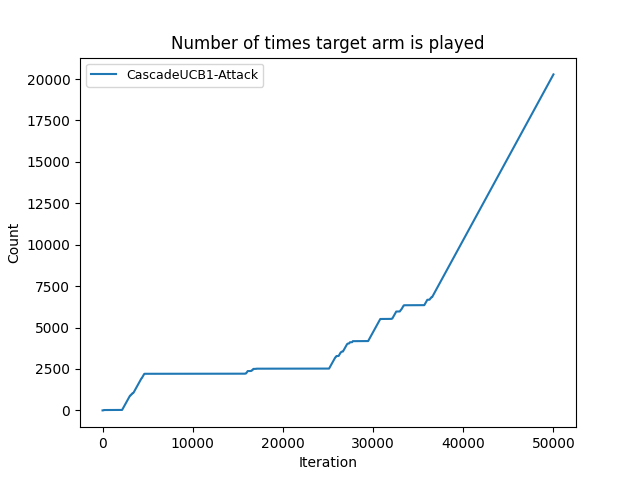 Number of times target arm is played
CascadeUCB1-Attack
20000
17500
15000
12500
10000
7500
5000
2500
0
Count
0 10000 20000 30000 40000 50000
Iteration